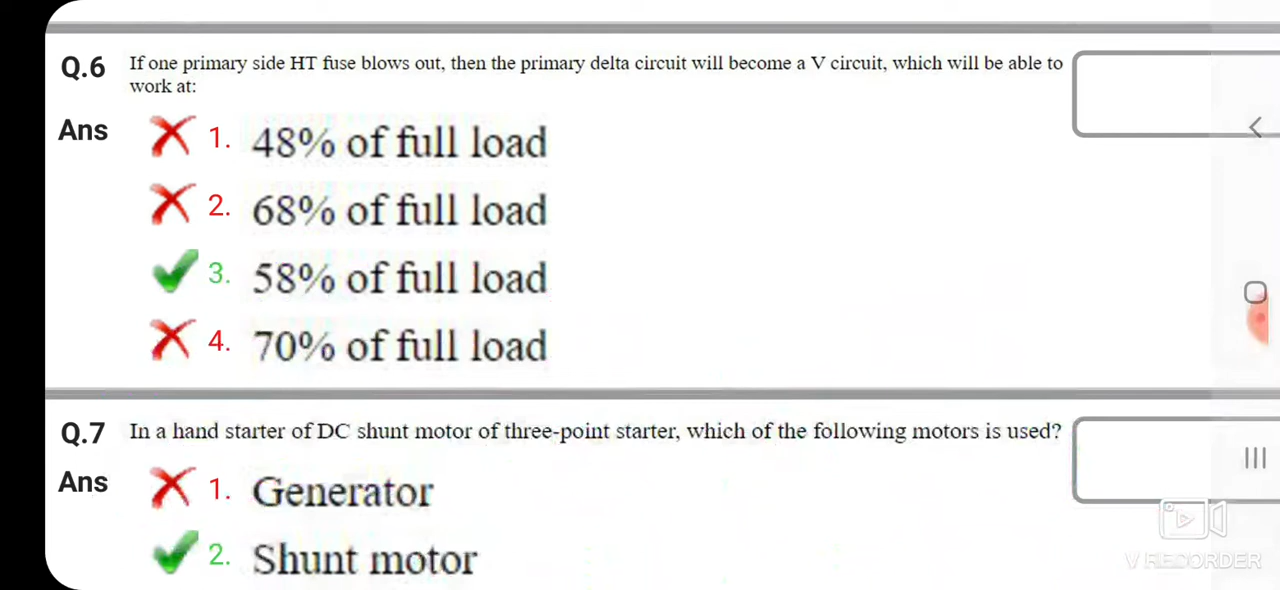 Q.6 If one primary side HT fuse blows out, then the primary delta circuit will become a V circuit, which will be able to
work at:
Ans 1. 48% of full load
2. 68% of full load
3. 58% of full load
4. 70% of full load
Q.7 In a hand starter of DC shunt motor of three-point starter, which of the following motors is used?
Ans 1. Generator
2. Shunt motor
V RECORDER